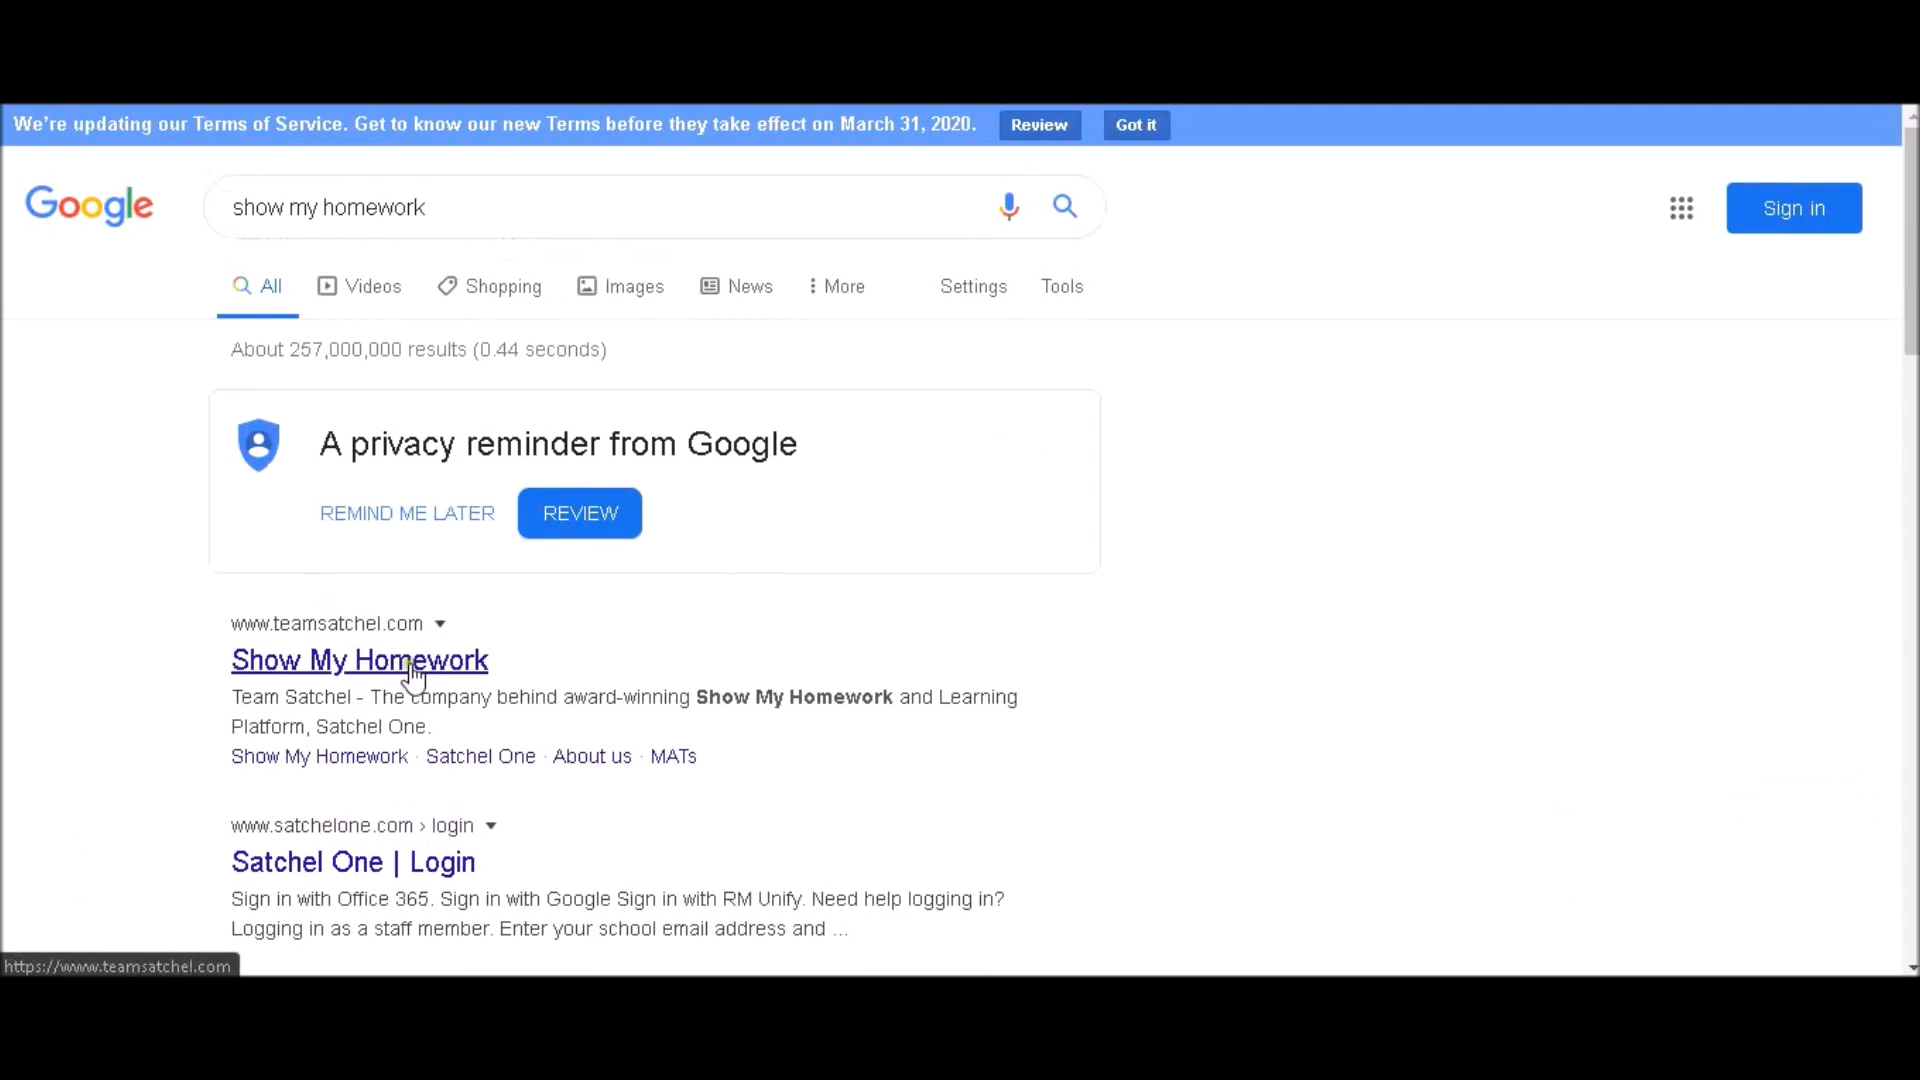 We're updating our Terms of Service. Get to know our new Terms before they take effect on March 31, 2020. Review Got it
Google show my homework Sign in
All Videos Shopping Images News More Settings Tools
About 257,000,000 results (0.44 seconds)
A privacy reminder from Google
REMIND ME LATER REVIEW
www.teamsatchel.com
Show My Homework
Team Satchel - The company behind award-winning Show My Homework and Learning
Platform, Satchel One.
Show My Homework · Satchel One · About us · MATs
www.satchelone.com › login
Satchel One | Login
Sign in with Office 365. Sign in with Google Sign in with RM Unify. Need help logging in?
Logging in as a staff member. Enter your school email address and ...
https://www.teamsatchel.com